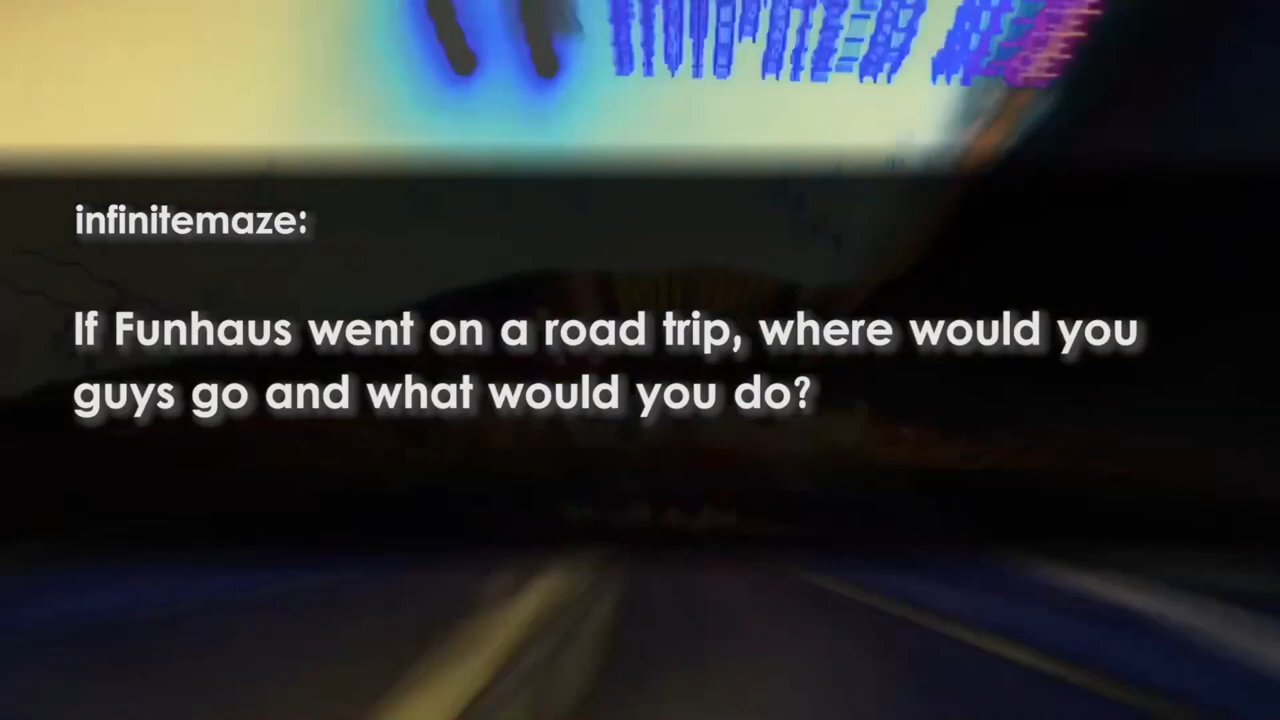 infinitemaze:
If Funhaus went on a road trip, where would you
guys go and what would you do?